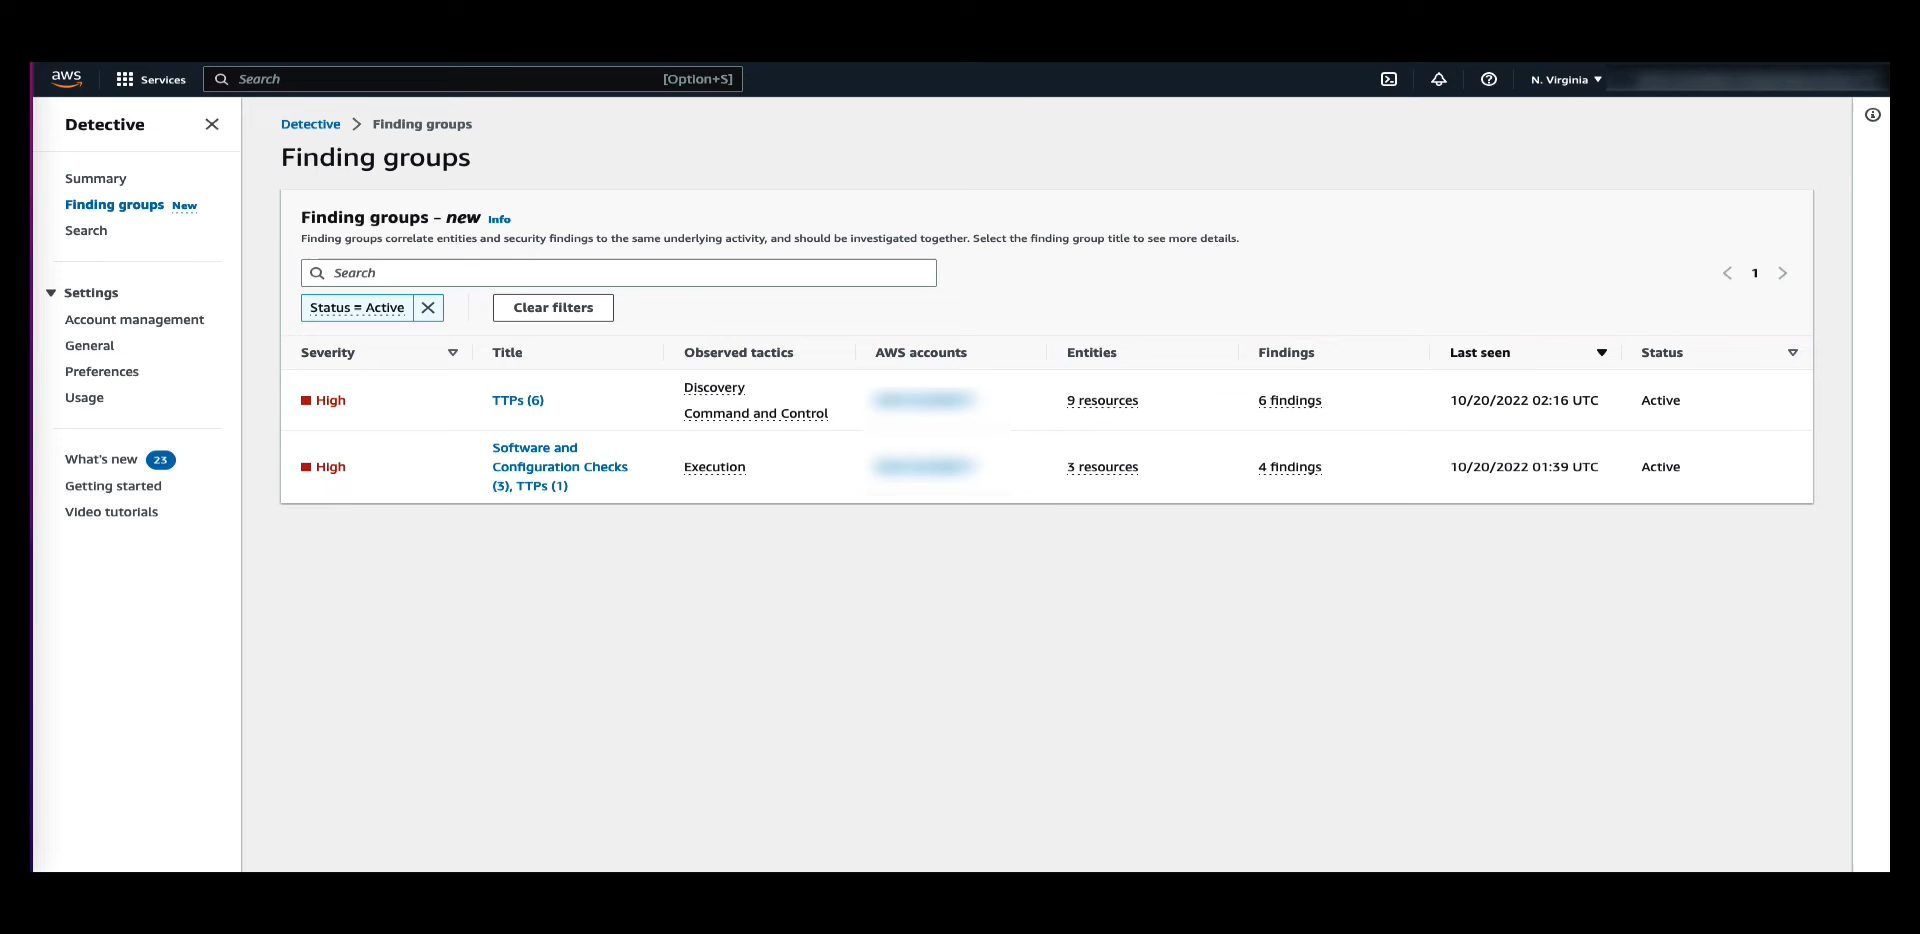 aws
Services
Search
[Option+S]
N. Virginia
Detective
Summary
Finding groups New
Search
Settings
Account management
General
Preferences
Usage
What's new 23
Getting started
Video tutorials
Detective > Finding groups
Finding groups
Finding groups – new Info
Finding groups correlate entities and security findings to the same underlying activity, and should be investigated together. Select the finding group title to see more details.
Search
1
Status = Active
Clear filters
Severity Title Observed tactics AWS accounts Entities Findings Last seen Status
High TTPs (6) Discovery
Command and Control
9 resources 6 findings 10/20/2022 02:16 UTC Active
High
Software and
Configuration Checks
(3), TTPs (1)
Execution 3 resources 4 findings 10/20/2022 01:39 UTC Active